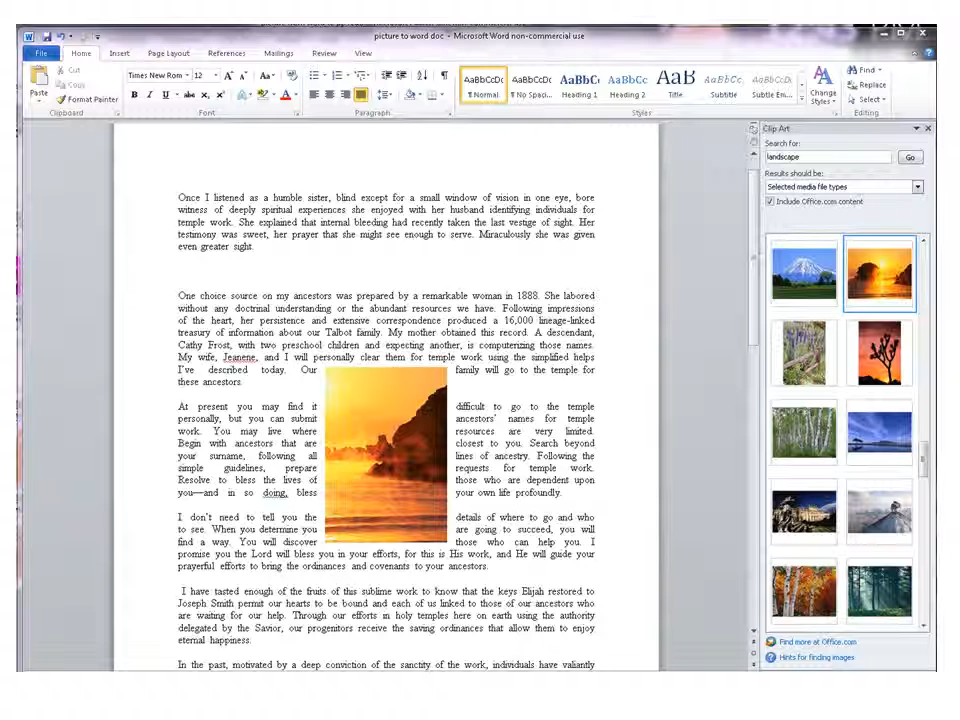 picture to word doc - Microsoft Word non-commercial use
File Home Insert Page Layout References Mailings Review View
Paste
Cut
Copy
Format Painter
Clipboard
Times New Rom 12
Font
Paragraph
AaBbCcDc AaBbCcDc AaBbCc AaBbCc AaB AaBbCcDc AaBbCcDc
¶ Normal ¶ No Spaci... Heading 1 Heading 2 Title Subtitle Subtle Em...
Change Styles
Styles
Find
Replace
Select
Editing
Once I listened as a humble sister, blind except for a small window of vision in one eye, bore
witness of deeply spiritual experiences she enjoyed with her husband identifying individuals for
temple work. She explained that internal bleeding had recently taken the last vestige of sight. Her
testimony was sweet, her prayer that she might see enough to serve. Miraculously she was given
even greater sight.
One choice source on my ancestors was prepared by a remarkable woman in 1888. She labored
without any doctrinal understanding or the abundant resources we have. Following impressions
of the heart, her persistence and extensive correspondence produced a 16,000 lineage-linked
treasury of information about our Talbot family. My mother obtained this record. A descendant,
Cathy Frost, with two preschool children and expecting another, is computerizing those names.
My wife, Jeanene, and I will personally clear them for temple work using the simplified helps
I've described today. Our family will go to the temple for
these ancestors.
At present you may find it difficult to go to the temple
personally, but you can submit ancestors' names for temple
work. You may live where resources are very limited.
Begin with ancestors that are closest to you. Search beyond
your surname, following all lines of ancestry. Following the
simple guidelines, prepare requests for temple work.
Resolve to bless the lives of those who are dependent upon
you—and in so doing, bless your own life profoundly.
I don't need to tell you the details of where to go and who
to see. When you determine you are going to succeed, you will
find a way. You will discover those who can help you. I
promise you the Lord will bless you in your efforts, for this is His work, and He will guide your
prayerful efforts to bring the ordinances and covenants to your ancestors.
I have tasted enough of the fruits of this sublime work to know that the keys Elijah restored to
Joseph Smith permit our hearts to be bound and each of us linked to those of our ancestors who
are waiting for our help. Through our efforts in holy temples here on earth using the authority
delegated by the Savior, our progenitors receive the saving ordinances that allow them to enjoy
eternal happiness.
In the past, motivated by a deep conviction of the sanctity of the work, individuals have valiantly
Clip Art
Search for:
landscape
Go
Results should be:
Selected media file types
Include Office.com content
Find more at Office.com
Hints for finding images